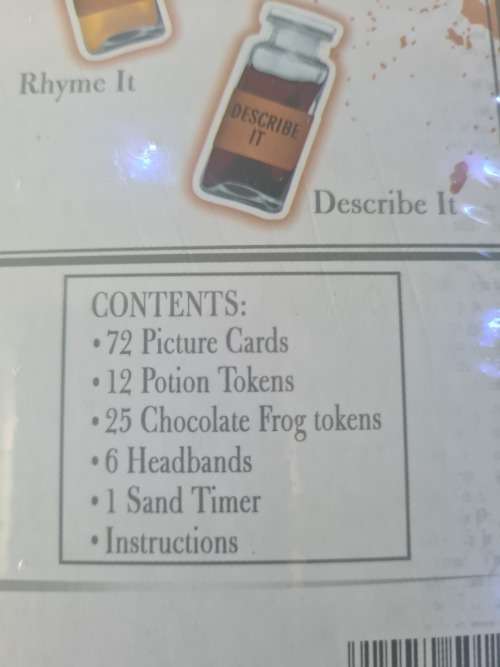 Rhyme It
DESCRIBE
IT
Describe It
CONTENTS:
• 72 Picture Cards
• 12 Potion Tokens
• 25 Chocolate Frog tokens
• 6 Headbands
• 1 Sand Timer
• Instructions